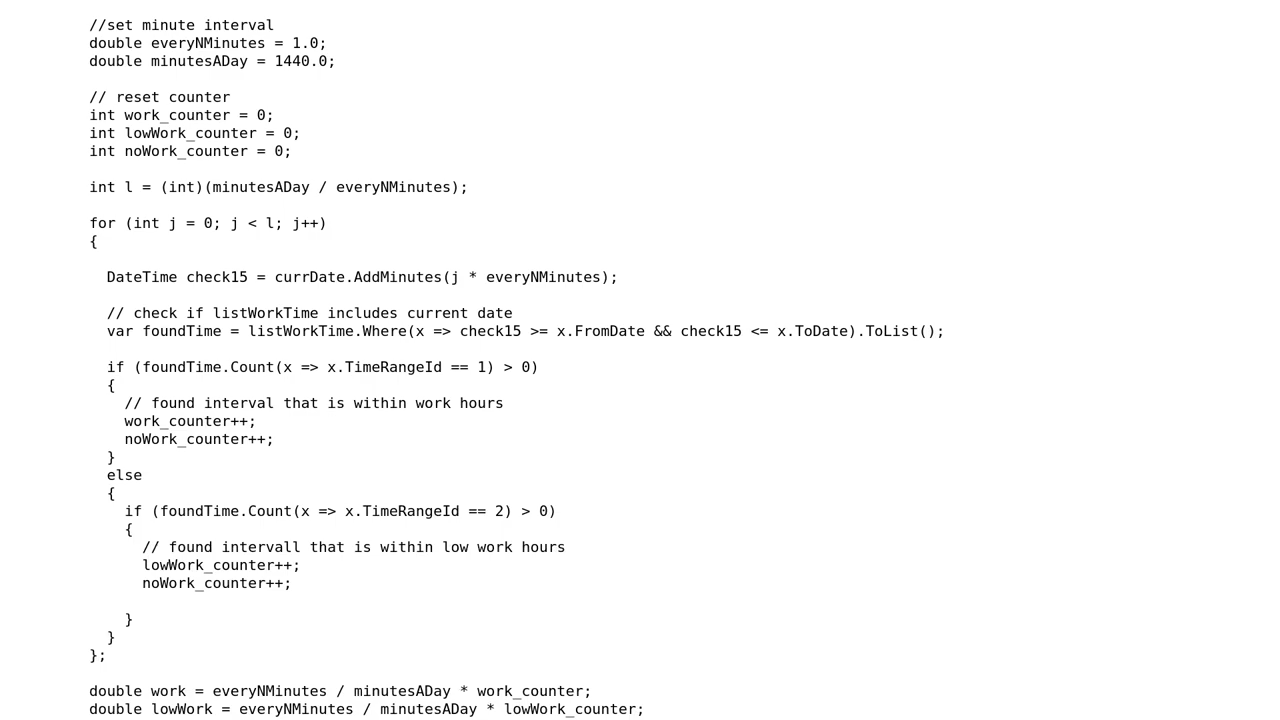 //set minute interval
double everyNMinutes = 1.0;
double minutesADay = 1440.0;
// reset counter
int work_counter = 0;
int lowWork_counter = 0;
int noWork_counter = 0;
int l = (int)(minutesADay / everyNMinutes);
for (int j = 0; j < l; j++)
{
DateTime check15 = currDate.AddMinutes(j * everyNMinutes);
// check if listWorkTime includes current date
var foundTime = listWorkTime.Where(x => check15 >= x.FromDate && check15 <= x.ToDate).ToList();
if (foundTime.Count(x => x.TimeRangeId == 1) > 0)
{
// found interval that is within work hours
work_counter++;
noWork_counter++;
}
else
{
if (foundTime.Count(x => x.TimeRangeId == 2) > 0)
{
// found intervall that is within low work hours
lowWork_counter++;
noWork_counter++;
}
}
};
double work = everyNMinutes / minutesADay * work_counter;
double lowWork = everyNMinutes / minutesADay * lowWork_counter;